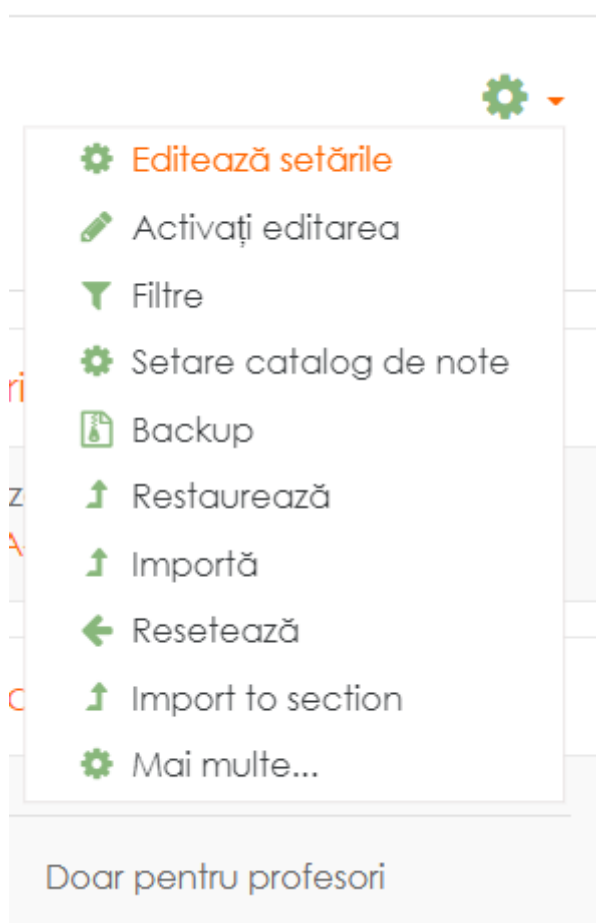 Editează setările
Activați editarea
Filtre
Setare catalog de note
Backup
Restaurează
Importă
Resetează
Import to section
Mai multe...
Doar pentru profesori